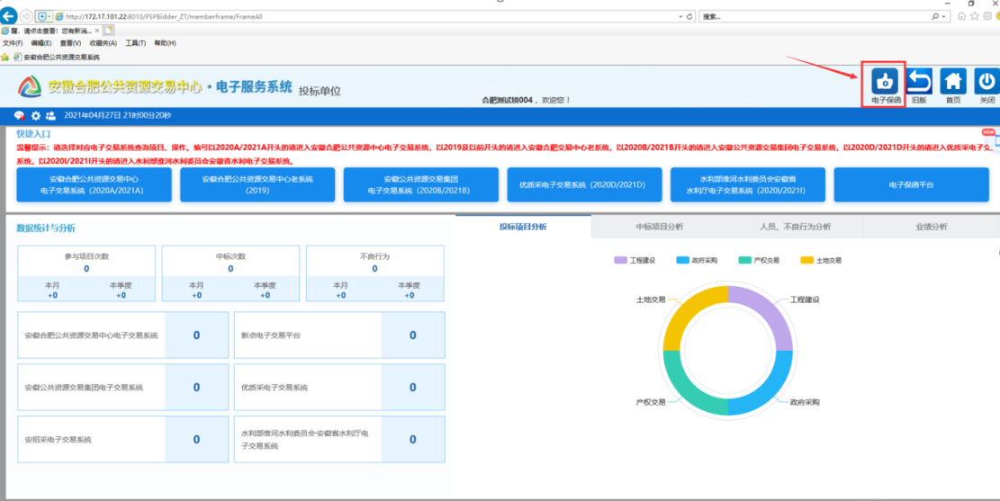 http://172.17.101.22:8010/PSPBidder_ZT/memberframe/FrameAll
搜索...
醒，请点击查看！您有新消...
文件(F) 编辑(E) 查看(V) 收藏夹(A) 工具(T) 帮助(H)
安徽合肥公共资源交易系统
安徽合肥公共资源交易中心·电子服务系统 投标单位
合肥测试锁004，欢迎您！
电子保函 旧版 首页 关闭
2021年04月27日 21时00分20秒
快捷入口
NEW
温馨提示：请选择对应电子交易系统查询项目、操作。编号以2020A/2021A开头的请进入安徽合肥公共资源中心电子交易系统，以2019及以前开头的请进入安徽合肥交易中心老系统，以2020B/2021B开头的请进入安徽公共资源交易集团电子交易系统，以2020D/2021D开头的进入优质采电子交易
系统，以2020I/2021I开头的请进入水利部淮河水利委员会安徽省水利电子交易系统。
安徽合肥公共资源交易中心
电子交易系统（2020A/2021A）
安徽合肥公共资源交易中心老系统
（2019）
安徽公共资源交易集团
电子交易系统（2020B/2021B）
优质采电子交易系统（2020D/2021D）
水利部淮河水利委员会安徽省
水利厅电子交易系统（2020I/2021I）
电子保函平台
数据统计与分析
投标项目分析 中标项目分析 人员、不良行为分析 业绩分析
参与项目次数
0
本月 本季度
+0 +0
中标次数
0
本月 本季度
+0 +0
不良行为
0
本月 本季度
+0 +0
安徽合肥公共资源交易中心电子交易系统 0
新点电子交易平台 0
安徽公共资源交易集团电子交易系统 0
优质采电子交易系统 0
安招采电子交易系统 0
水利部淮河水利委员会·安徽省水利厅电
子交易系统 0
工程建设 政府采购 产权交易 土地交易
土地交易 工程建设
产权交易 政府采购